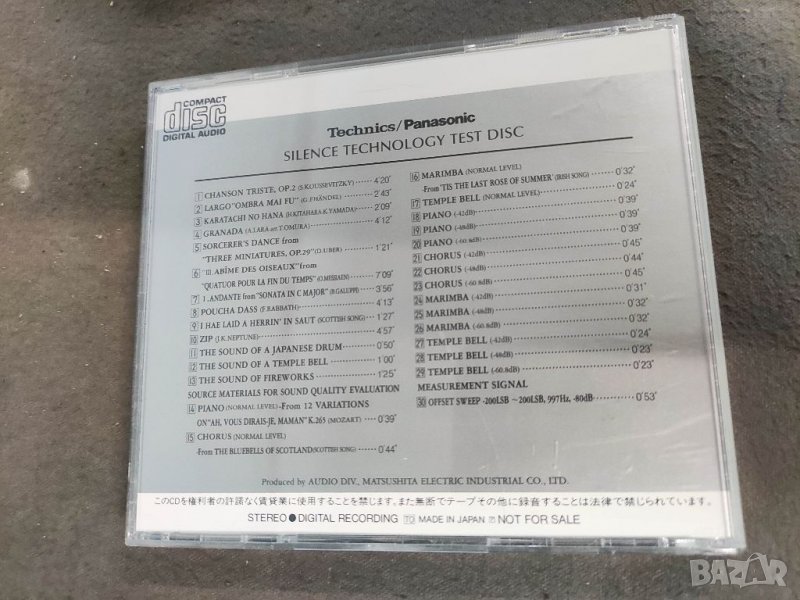 COMPACT
disc
DIGITAL AUDIO
Technics/Panasonic
SILENCE TECHNOLOGY TEST DISC
1 CHANSON TRISTE, OP.2 (S.KOUSSEVITZKY) 4'20"
2 LARGO"OMBRA MAI FU" (G.F.HÄNDEL) 2'43"
3 KARATACHI NO HANA (H.KITAHARA-K.YAMADA) 2'09"
4 GRANADA (A.LARA arr.T.OMURA) 4'12"
5 SORCERER'S DANCE from
"THREE MINIATURES, OP.29" (D.UBER) 1'21"
6 "III. ABÎME DES OISEAUX" from
"QUATUOR POUR LA FIN DU TEMPS" (O.MESSIAEN) 7'09"
7 1. ANDANTE from "SONATA IN C MAJOR" (B.GALUPPI) 3'56"
8 POUCHA DASS (F.RABBATH) 4'13"
9 I HAE LAID A HERRIN' IN SAUT (SCOTTISH SONG) 1'27"
10 ZIP (J.K.NEPTUNE) 4'57"
11 THE SOUND OF A JAPANESE DRUM 0'50"
12 THE SOUND OF A TEMPLE BELL 1'00"
13 THE SOUND OF FIREWORKS 1'25"
SOURCE MATERIALS FOR SOUND QUALITY EVALUATION
14 PIANO (NORMAL LEVEL) -From 12 VARIATIONS
ON "AH, VOUS DIRAIS-JE, MAMAN" K.265 (MOZART) 0'39"
15 CHORUS (NORMAL LEVEL)
-From THE BLUEBELLS OF SCOTLAND (SCOTTISH SONG) 0'44"
16 MARIMBA (NORMAL LEVEL)
-From 'TIS THE LAST ROSE OF SUMMER' (IRISH SONG) 0'32"
17 TEMPLE BELL (NORMAL LEVEL) 0'24"
18 PIANO (-42dB) 0'39"
19 PIANO (-48dB) 0'39"
20 PIANO (-60.8dB) 0'39"
21 CHORUS (-42dB) 0'45"
22 CHORUS (-48dB) 0'44"
23 CHORUS (-60.8dB) 0'45"
24 MARIMBA (-42dB) 0'31"
25 MARIMBA (-48dB) 0'32"
26 MARIMBA (-60.8dB) 0'32"
27 TEMPLE BELL (-42dB) 0'24"
28 TEMPLE BELL (-48dB) 0'23"
29 TEMPLE BELL (-60.8dB) 0'23"
MEASUREMENT SIGNAL
30 OFFSET SWEEP -200LSB ~ 200LSB, 997Hz, -80dB 0'53"
Produced by AUDIO DIV., MATSUSHITA ELECTRIC INDUSTRIAL CO., LTD.
このCDを権利者の許諾なく賃貸業に使用することを禁じます。また無断でテープその他に録音することは法律で禁じられています。
STEREO ● DIGITAL RECORDING TO MADE IN JAPAN Ⓟ NOT FOR SALE
BAZAR
bazar.bg